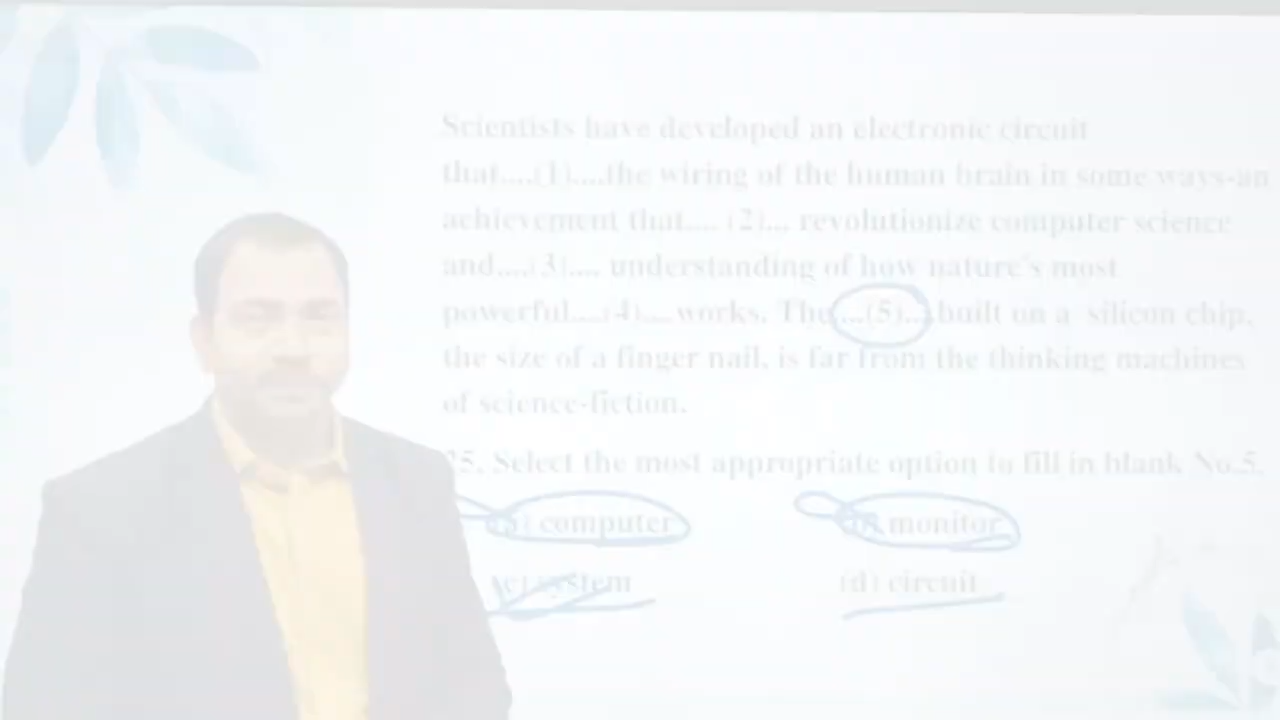 Scientists have developed an electronic circuit
that....(1)....the wiring of the human brain in some ways-an
achievement that.... (2)... revolutionize computer science
and....(3).... understanding of how nature's most
powerful....(4)....works. The ...(5)...built on a silicon chip,
the size of a finger nail, is far from the thinking machines
of science-fiction.
25. Select the most appropriate option to fill in blank No.5.
computer
monitor
(c) system
(d) circuit